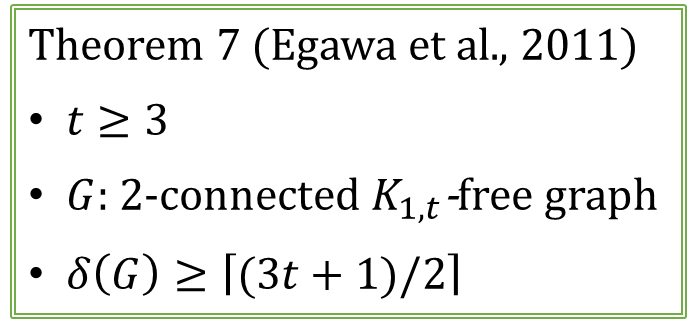 Theorem 7 (Egawa et al., 2011)
• t ≥ 3
• G: 2-connected K₁,ₜ-free graph
• δ(G) ≥ ⌈(3t + 1)/2⌉